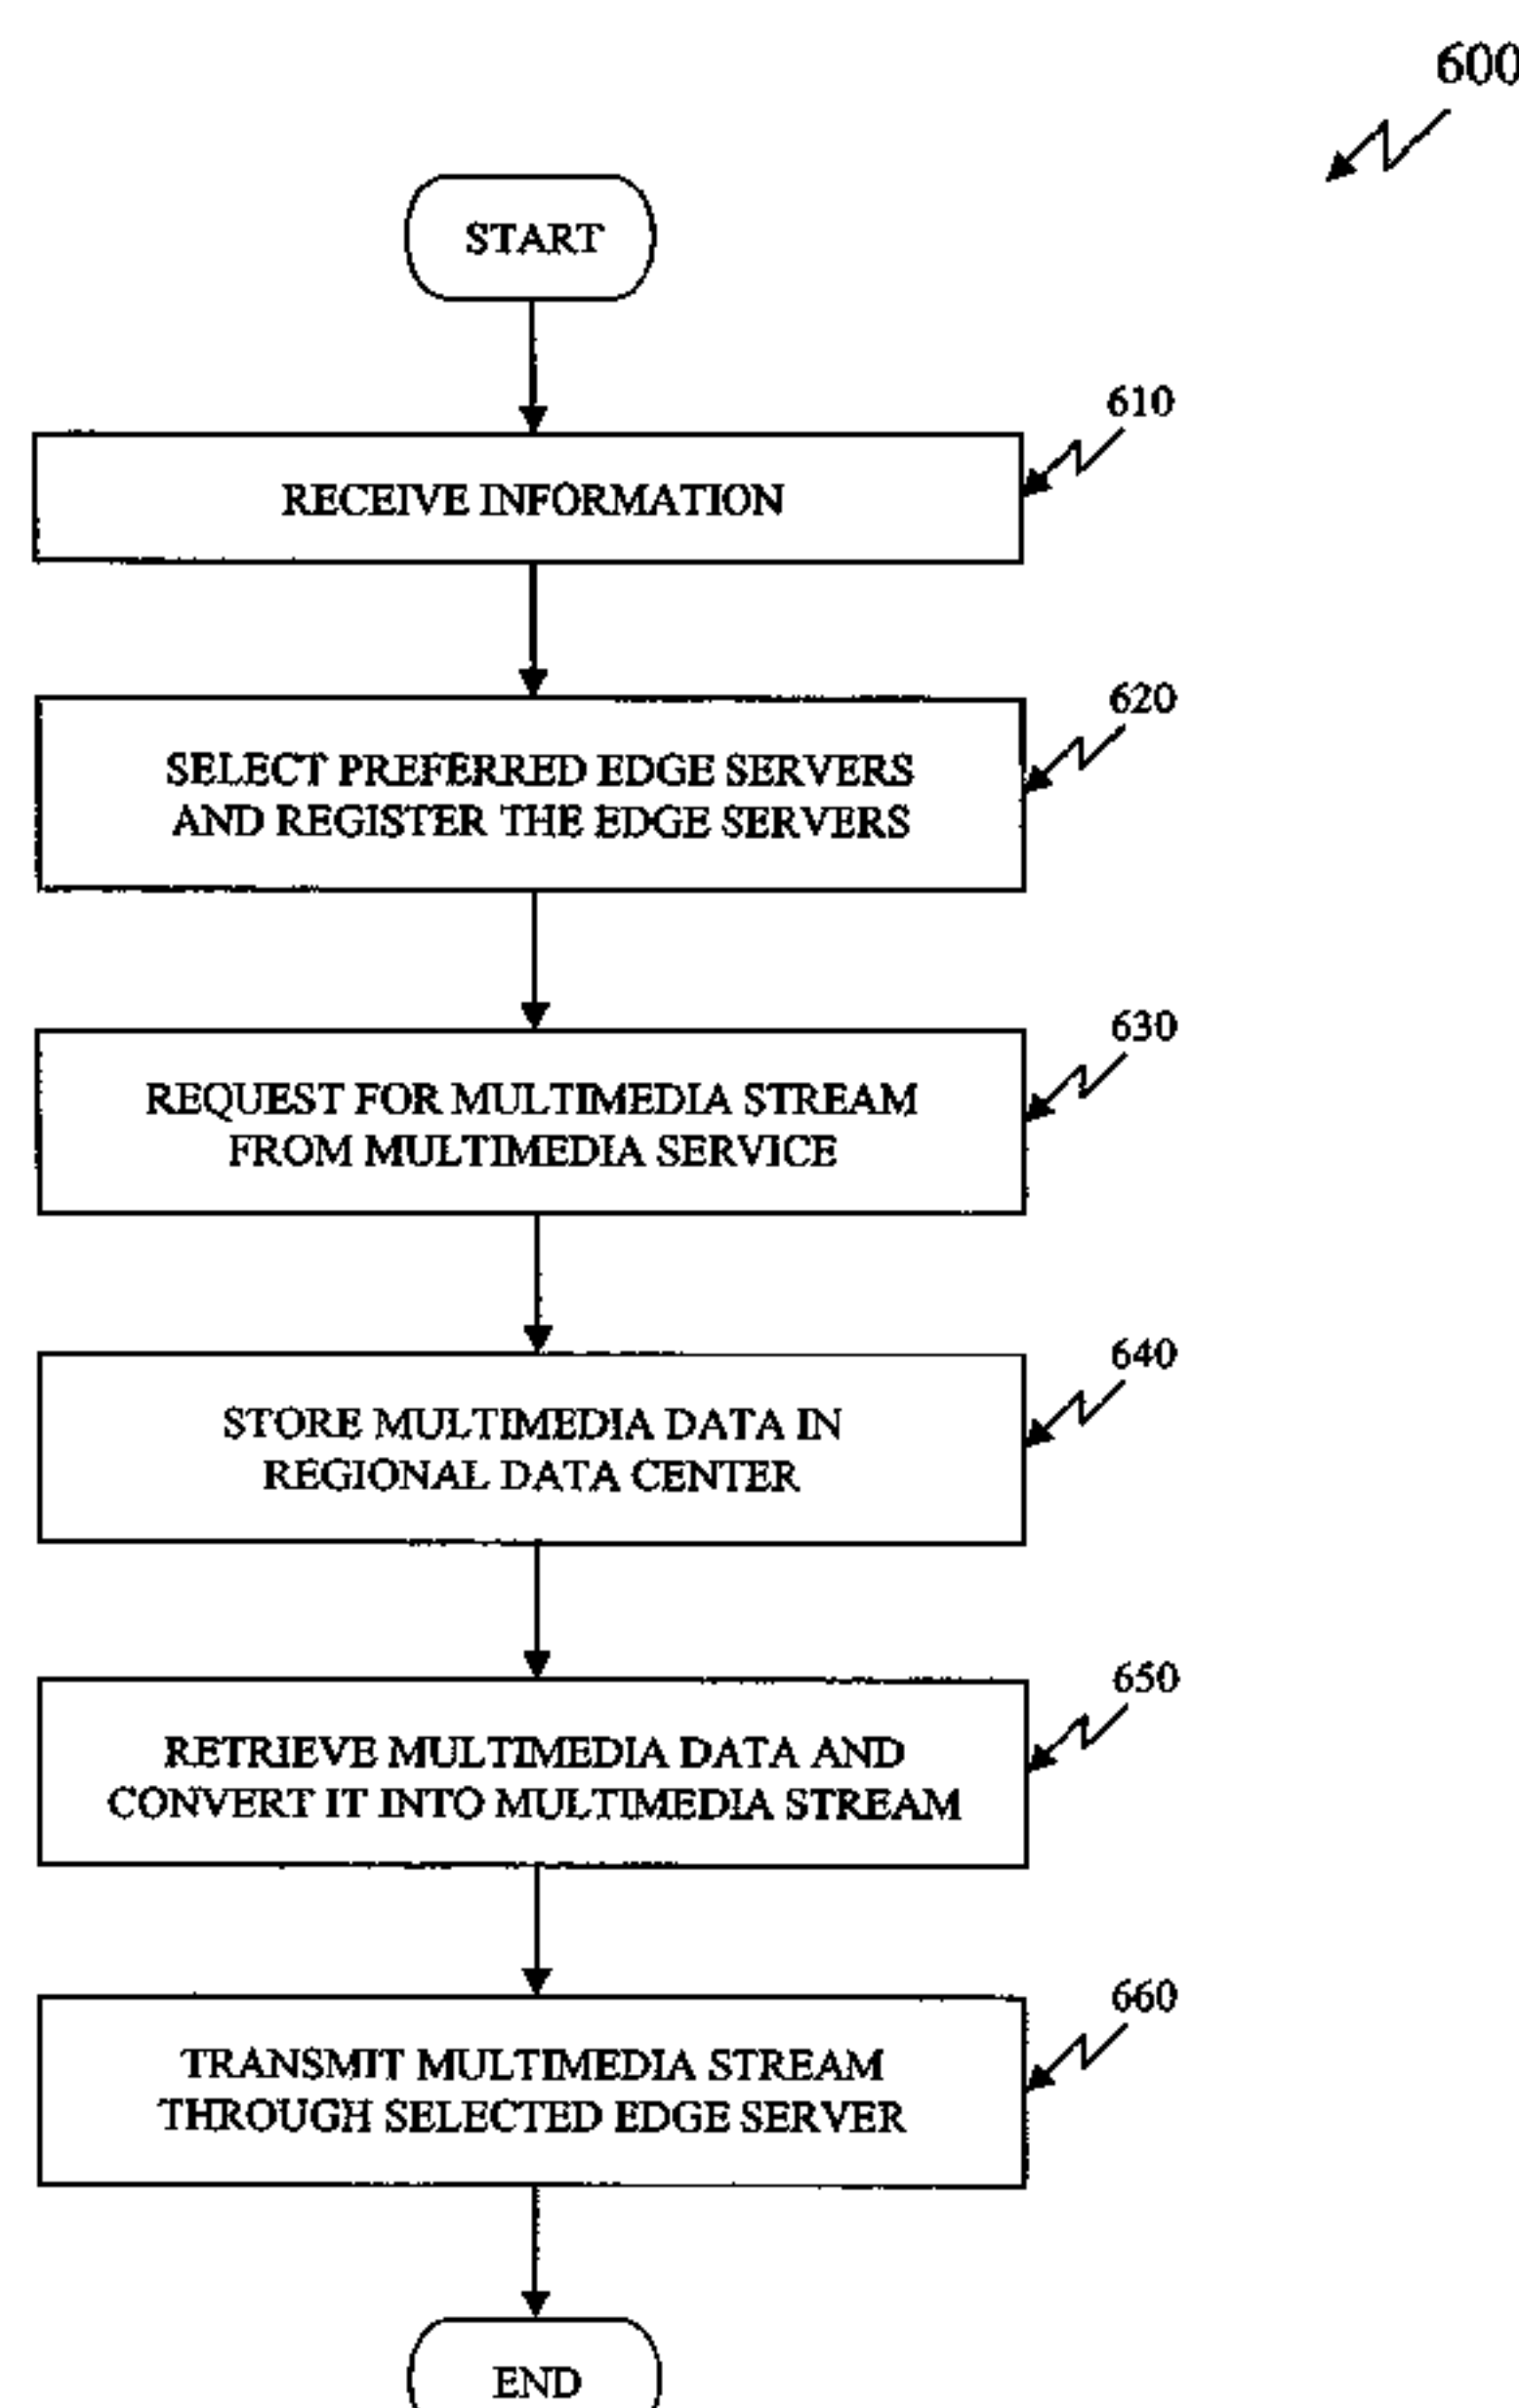 600
START
610
RECEIVE INFORMATION
620
SELECT PREFERRED EDGE SERVERS
AND REGISTER THE EDGE SERVERS
630
REQUEST FOR MULTIMEDIA STREAM
FROM MULTIMEDIA SERVICE
640
STORE MULTIMEDIA DATA IN
REGIONAL DATA CENTER
650
RETRIEVE MULTIMEDIA DATA AND
CONVERT IT INTO MULTIMEDIA STREAM
660
TRANSMIT MULTIMEDIA STREAM
THROUGH SELECTED EDGE SERVER
END